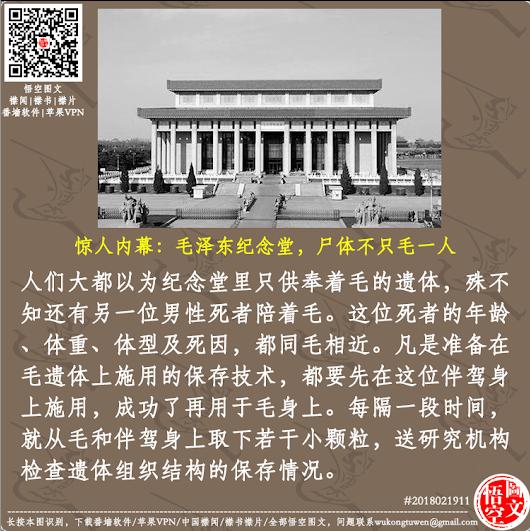 悟空图文
禁闻|禁书|禁片
番墙软件|苹果VPN
惊人内幕：毛泽东纪念堂，尸体不只毛一人
人们大都以为纪念堂里只供奉着毛的遗体，殊不
知还有另一位男性死者陪着毛。这位死者的年龄
、体重、体型及死因，都同毛相近。凡是准备在
毛遗体上施用的保存技术，都要先在这位伴驾身
上施用，成功了再用于毛身上。每隔一段时间，
就从毛和伴驾身上取下若干小颗粒，送研究机构
检查遗体组织结构的保存情况。
#2018021911
悟空图文
长按本图识别，下载番墙软件/苹果VPN/中国禁闻/禁书禁片/全部悟空图文，问题联系wukongtuwen@gmail.com